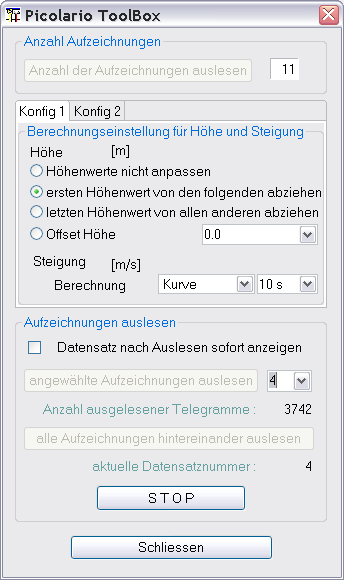 Picolario ToolBox
Anzahl Aufzeichnungen
Anzahl der Aufzeichnungen auslesen 11
Konfig 1 Konfig 2
Berechnungseinstellung für Höhe und Steigung
Höhe [m]
Höhenwerte nicht anpassen
ersten Höhenwert von den folgenden abziehen
letzten Höhenwert von allen anderen abziehen
Offset Höhe 0.0
Steigung [m/s]
Berechnung Kurve 10 s
Aufzeichnungen auslesen
Datensatz nach Auslesen sofort anzeigen
angewählte Aufzeichnungen auslesen 4
Anzahl ausgelesener Telegramme : 3742
alle Aufzeichnungen hintereinander auslesen
aktuelle Datensatznummer : 4
S T O P
Schliessen